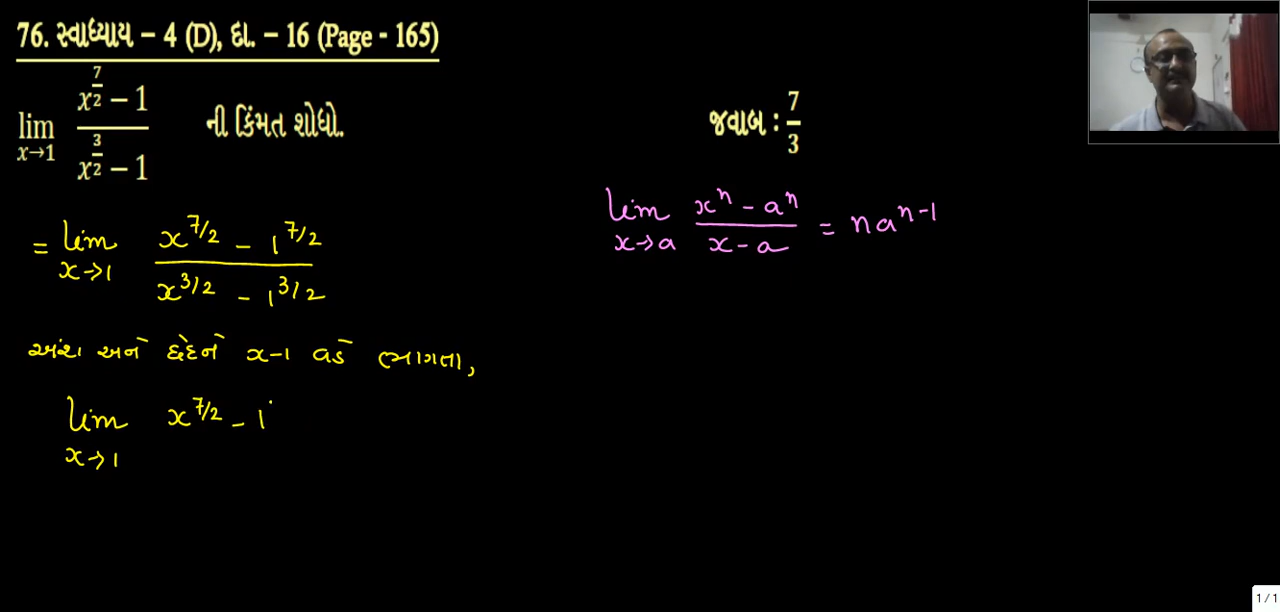 76. સ્વાધ્યાય – 4 (D), દા. – 16 (Page - 165)
lim x→1 (x^(7/2) – 1)/(x^(3/2) – 1) ની કિંમત શોધો.
જવાબ : 7/3
lim x→a (x^n - a^n)/(x - a) = na^(n-1)
= lim x→1 (x^(7/2) - 1^(7/2))/(x^(3/2) - 1^(3/2))
અંશ અને છેદને x-1 વડે ભાગતા,
lim x→1 x^(7/2) - 1
1 / 1